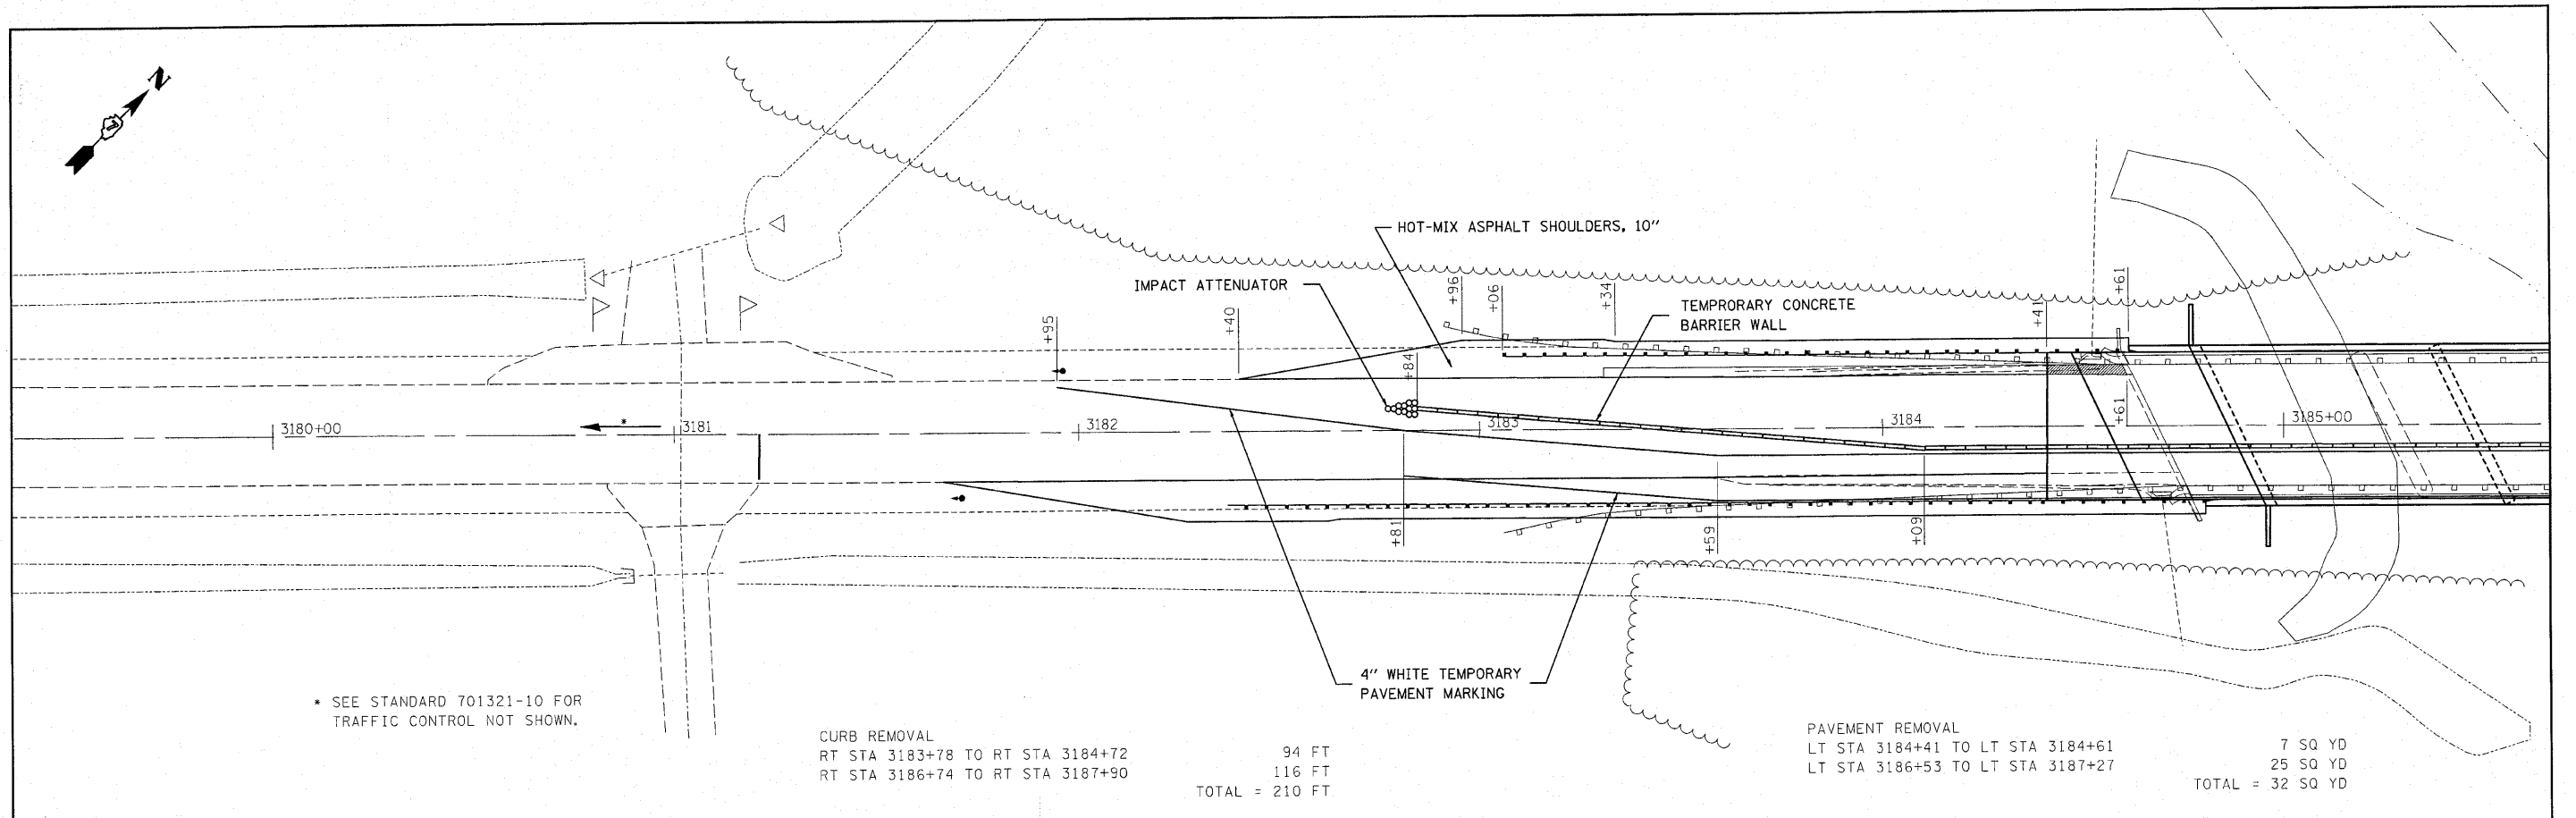 N
HOT-MIX ASPHALT SHOULDERS, 10"
IMPACT ATTENUATOR
TEMPRORARY CONCRETE
BARRIER WALL
+95
+40
+84
+96
+06
+34
+41
+61
+61
3180+00
*
3181
3182
3183
3184
3185+00
+81
+59
+09
4" WHITE TEMPORARY
PAVEMENT MARKING
* SEE STANDARD 701321-10 FOR
TRAFFIC CONTROL NOT SHOWN.
CURB REMOVAL
RT STA 3183+78 TO RT STA 3184+72 94 FT
RT STA 3186+74 TO RT STA 3187+90 116 FT
TOTAL = 210 FT
PAVEMENT REMOVAL
LT STA 3184+41 TO LT STA 3184+61 7 SQ YD
LT STA 3186+53 TO LT STA 3187+27 25 SQ YD
TOTAL = 32 SQ YD